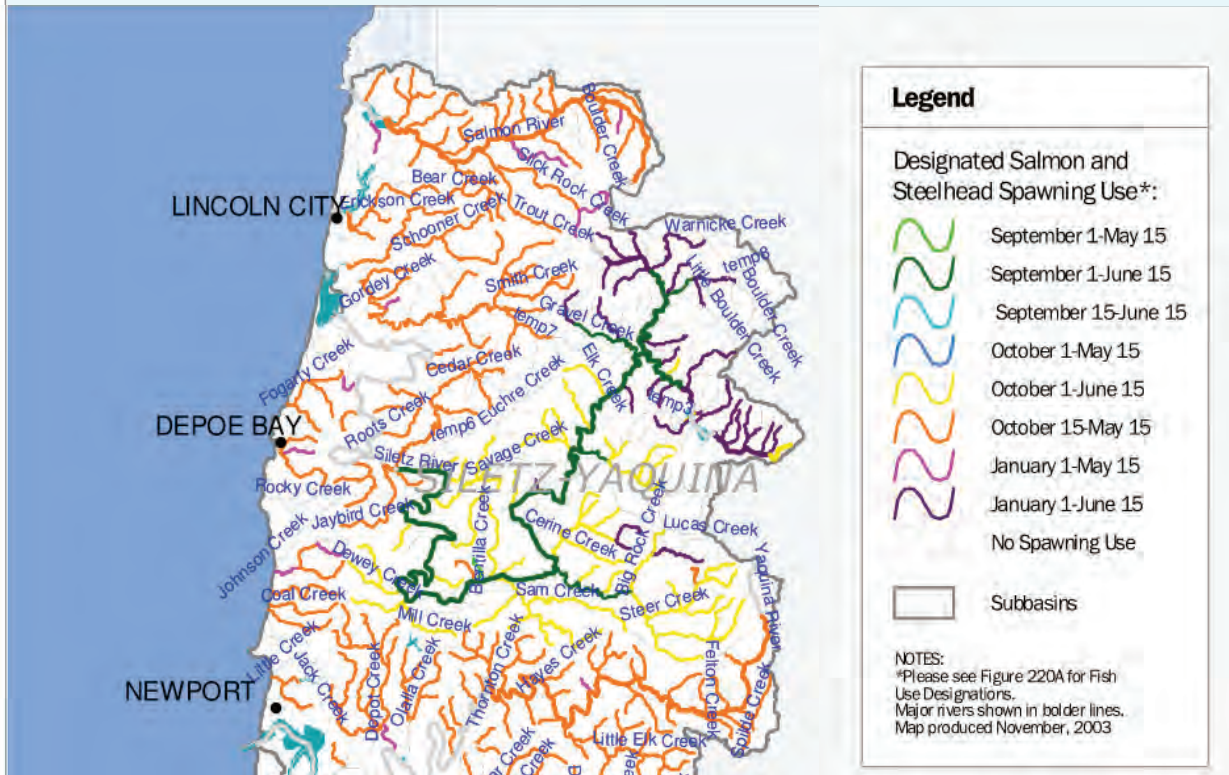 Boulder Creek
Salmon River
Slick Rock Creek
Bear Creek
LINCOLN CITY
Erickson Creek
Schooner Creek
Trout Creek
Warnicke Creek
temp8
Little Boulder Creek
Boulder Creek
Gordey Creek
Smith Creek
Gravel Creek
temp7
Fogarty Creek
Cedar Creek
Elk Creek
Euchre Creek
temp6
temp3
DEPOE BAY
Roots Creek
Siletz River
Savage Creek
SILETZ-YAQUINA
Rocky Creek
Jaybird Creek
Johnson Creek
Cerine Creek
Big Rock Creek
Lucas Creek
Yaquina River
Dewey Creek
Coal Creek
Sam Creek
Steer Creek
Mill Creek
Little Creek
Jack Creek
Depot Creek
Olalla Creek
Thornton Creek
Hayes Creek
Felton Creek
Spilde Creek
NEWPORT
Little Elk Creek
Creek
Creek
Legend
Designated Salmon and
Steelhead Spawning Use*:
September 1-May 15
September 1-June 15
September 15-June 15
October 1-May 15
October 1-June 15
October 15-May 15
January 1-May 15
January 1-June 15
No Spawning Use
Subbasins
NOTES:
*Please see Figure 220A for Fish
Use Designations.
Major rivers shown in bolder lines.
Map produced November, 2003